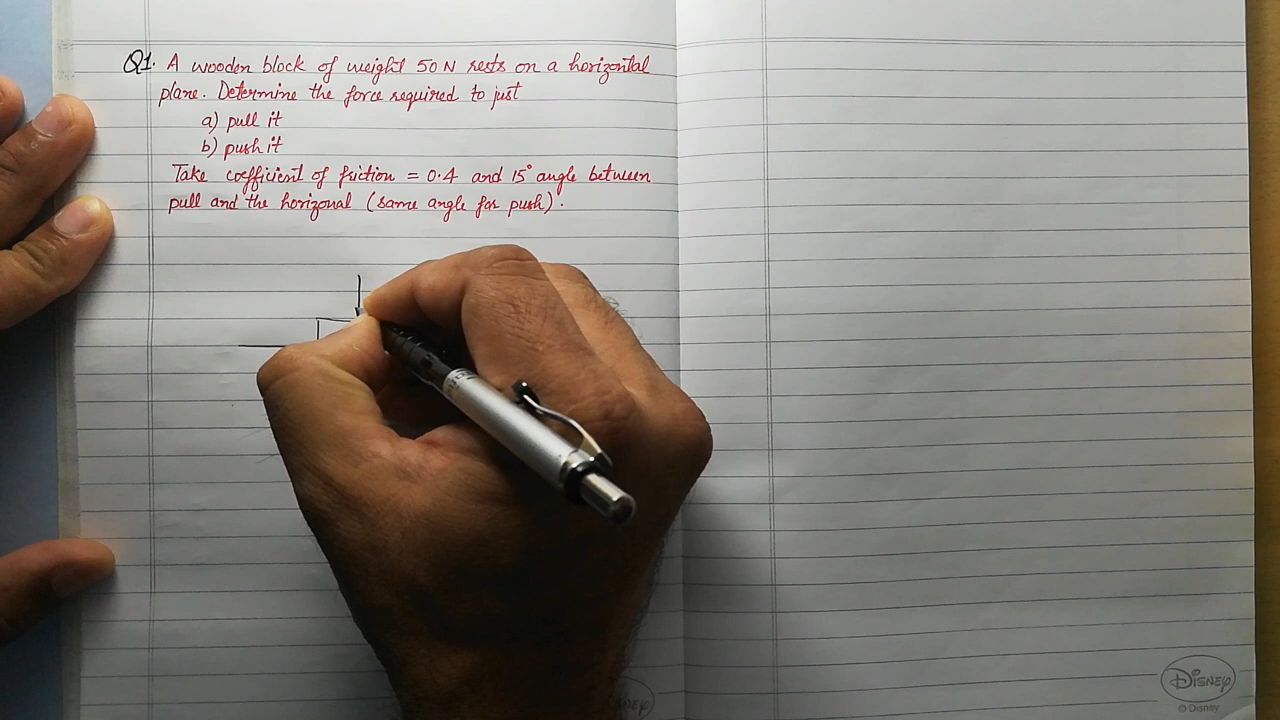 Q1. A wooden block of weight 50 N rests on a horizontal
plane. Determine the force required to just
a) pull it
b) push it
Take coefficient of friction = 0.4 and 15° angle between
pull and the horizonal (same angle for push).
DISNEY
© Disney